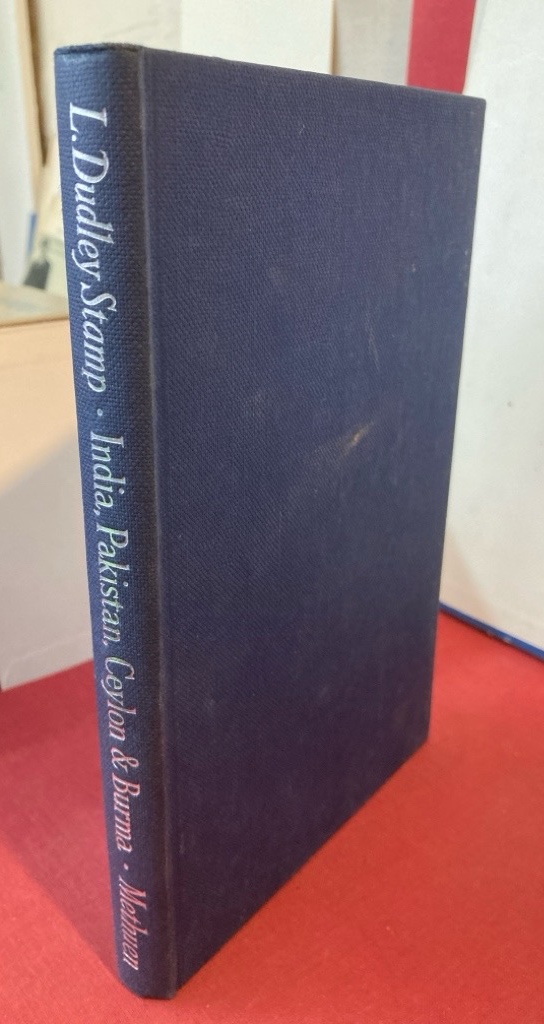 L. Dudley Stamp · India, Pakistan, Ceylon & Burma · Methuen